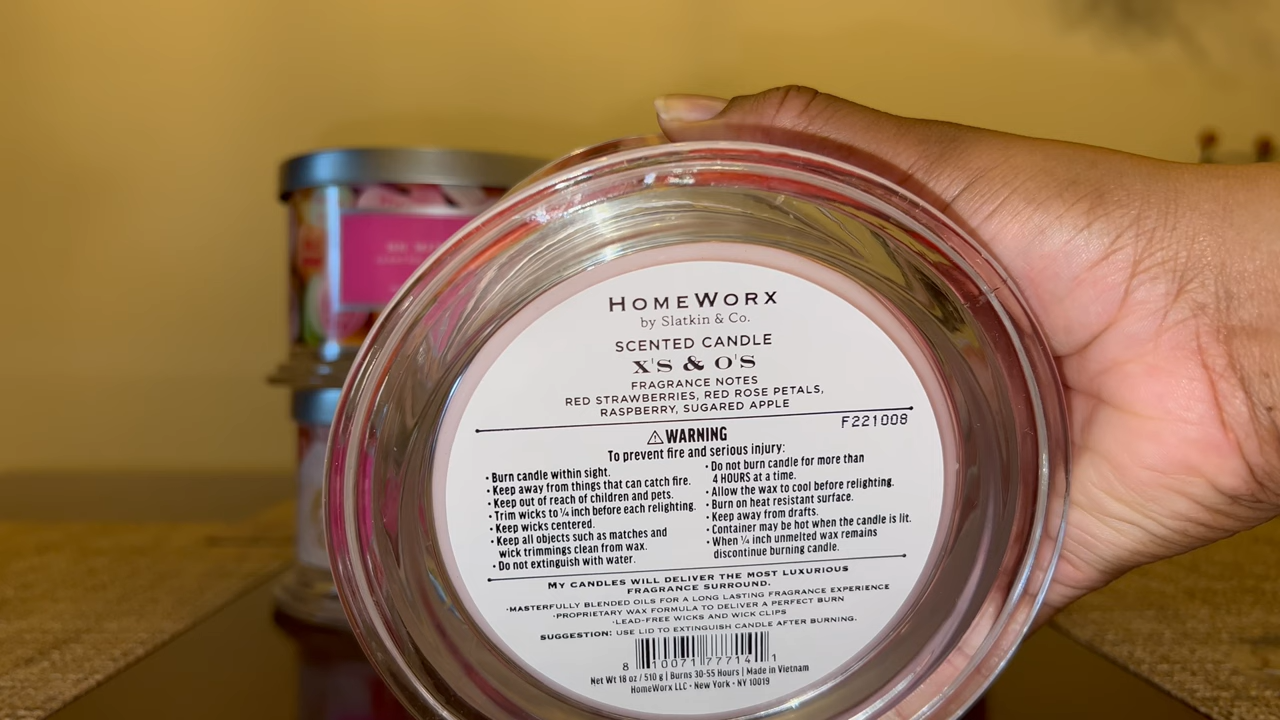 HOMEWORX
by Slatkin & Co.
SCENTED CANDLE
X'S & O'S
FRAGRANCE NOTES
RED STRAWBERRIES, RED ROSE PETALS,
RASPBERRY, SUGARED APPLE
F221008
⚠WARNING
To prevent fire and serious injury:
• Burn candle within sight.
• Keep away from things that can catch fire.
• Keep out of reach of children and pets.
• Trim wicks to ¼ inch before each relighting.
• Keep wicks centered.
• Keep all objects such as matches and
wick trimmings clean from wax.
• Do not extinguish with water.
• Do not burn candle for more than
4 HOURS at a time.
• Allow the wax to cool before relighting.
• Burn on heat resistant surface.
• Keep away from drafts.
• Container may be hot when the candle is lit.
• When ¼ inch unmelted wax remains
discontinue burning candle.
MY CANDLES WILL DELIVER THE MOST LUXURIOUS
FRAGRANCE SURROUND.
•MASTERFULLY BLENDED OILS FOR A LONG LASTING FRAGRANCE EXPERIENCE
•PROPRIETARY WAX FORMULA TO DELIVER A PERFECT BURN
•LEAD-FREE WICKS AND WICK CLIPS
SUGGESTION: USE LID TO EXTINGUISH CANDLE AFTER BURNING.
8 10071 77714 1
Net Wt 18 oz / 510 g | Burns 30-55 Hours | Made in Vietnam
HomeWorx LLC • New York • NY 10019